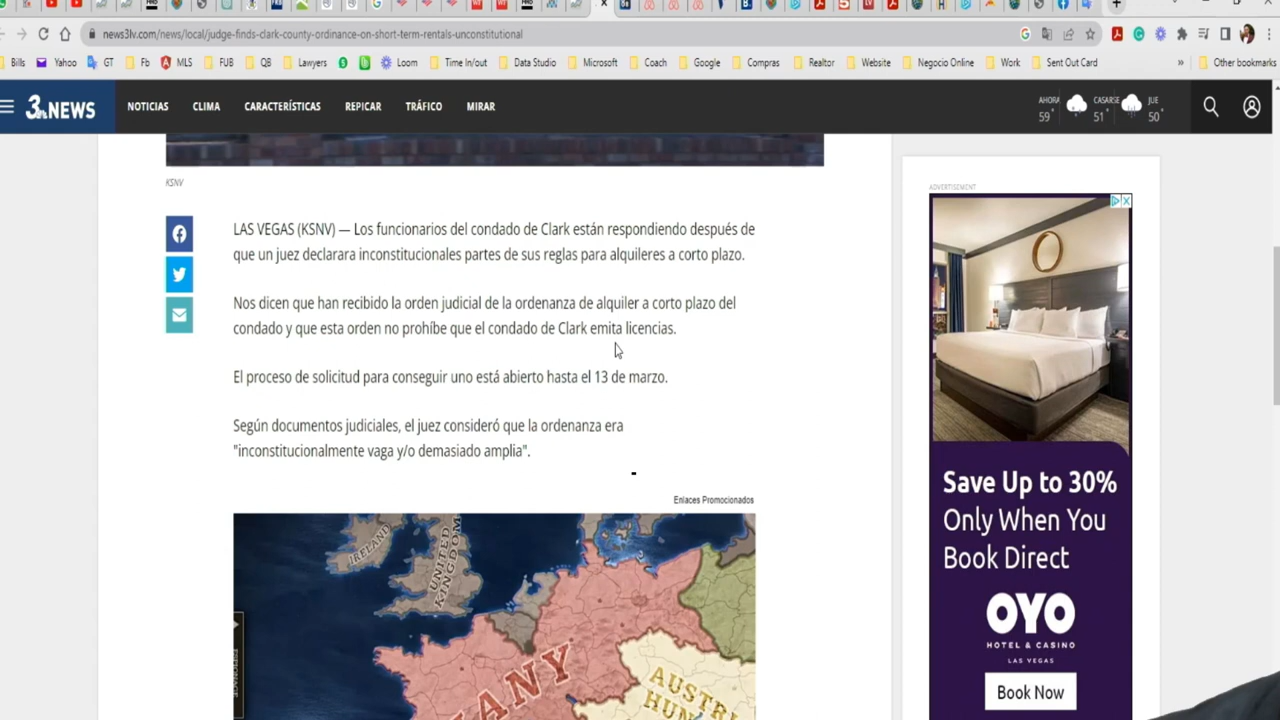 news3lv.com/news/local/judge-finds-clark-county-ordinance-on-short-term-rentals-unconstitutional
Bills Yahoo GT Fb MLS FUB QB Lawyers Loom Time In/out Data Studio Microsoft Coach Google Compras Realtor Website Negocio Online Work Sent Out Card » Other bookmarks
3 NEWS NOTICIAS CLIMA CARACTERÍSTICAS REPICAR TRÁFICO MIRAR
AHORA 59° CASARSE 51° JUE 50°
KSNV
LAS VEGAS (KSNV) — Los funcionarios del condado de Clark están respondiendo después de
que un juez declarara inconstitucionales partes de sus reglas para alquileres a corto plazo.
Nos dicen que han recibido la orden judicial de la ordenanza de alquiler a corto plazo del
condado y que esta orden no prohíbe que el condado de Clark emita licencias.
El proceso de solicitud para conseguir uno está abierto hasta el 13 de marzo.
Según documentos judiciales, el juez consideró que la ordenanza era
"inconstitucionalmente vaga y/o demasiado amplia".
Enlaces Promocionados
IRELAND
UNITED
KINGDOM
ESPIONAGE
ADVERTISEMENT
Save Up to 30%
Only When You
Book Direct
OYO
HOTEL & CASINO
LAS VEGAS
Book Now